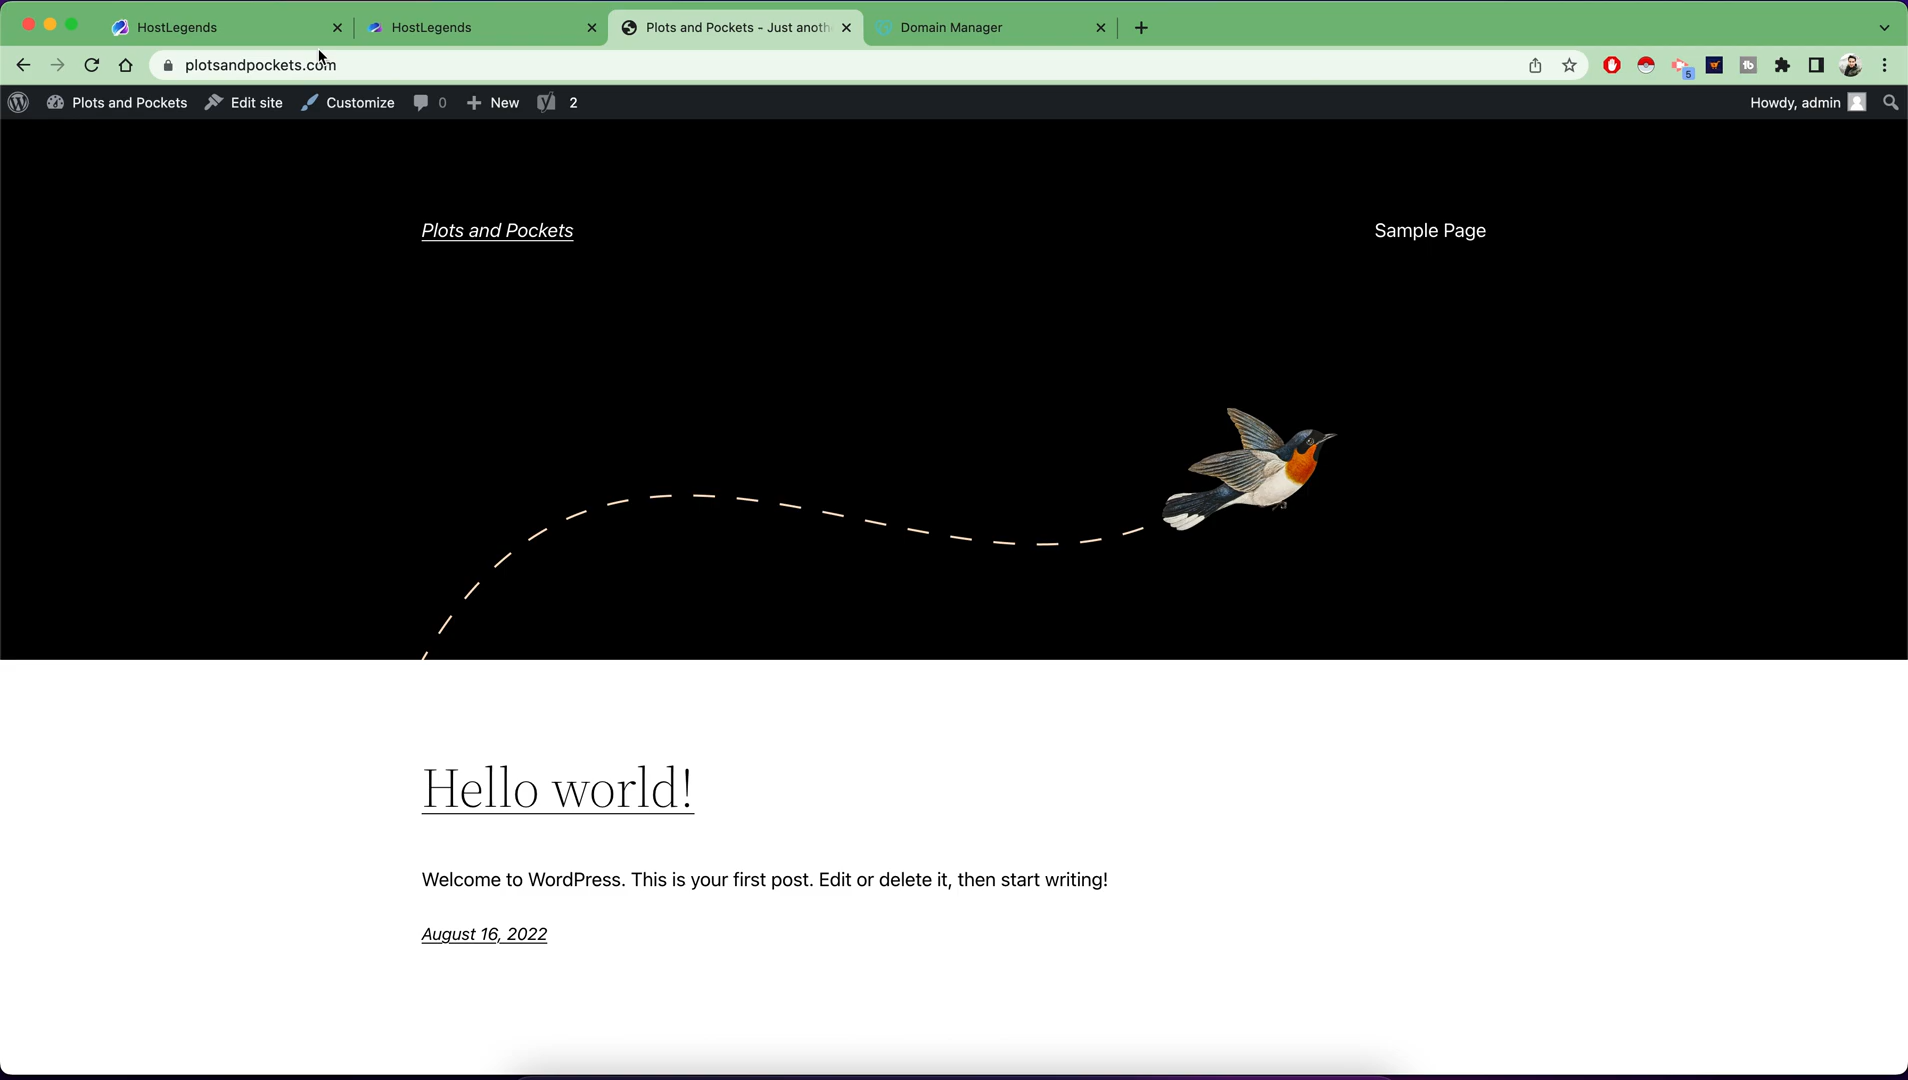 HostLegends
HostLegends
Plots and Pockets - Just anoth
Domain Manager
plotsandpockets.com
5
tb
Plots and Pockets
Edit site
Customize
0
New
2
Howdy, admin
Plots and Pockets
Sample Page
Hello world!
Welcome to WordPress. This is your first post. Edit or delete it, then start writing!
August 16, 2022